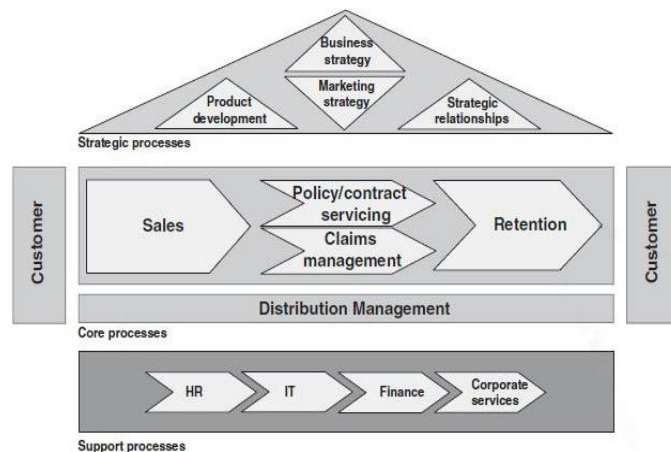 Business
strategy
Marketing
strategy
Product
development
Strategic
relationships
Strategic processes
Customer
Sales
Policy/contract
servicing
Claims
management
Retention
Customer
Distribution Management
Core processes
HR
IT
Finance
Corporate
services
Support processes